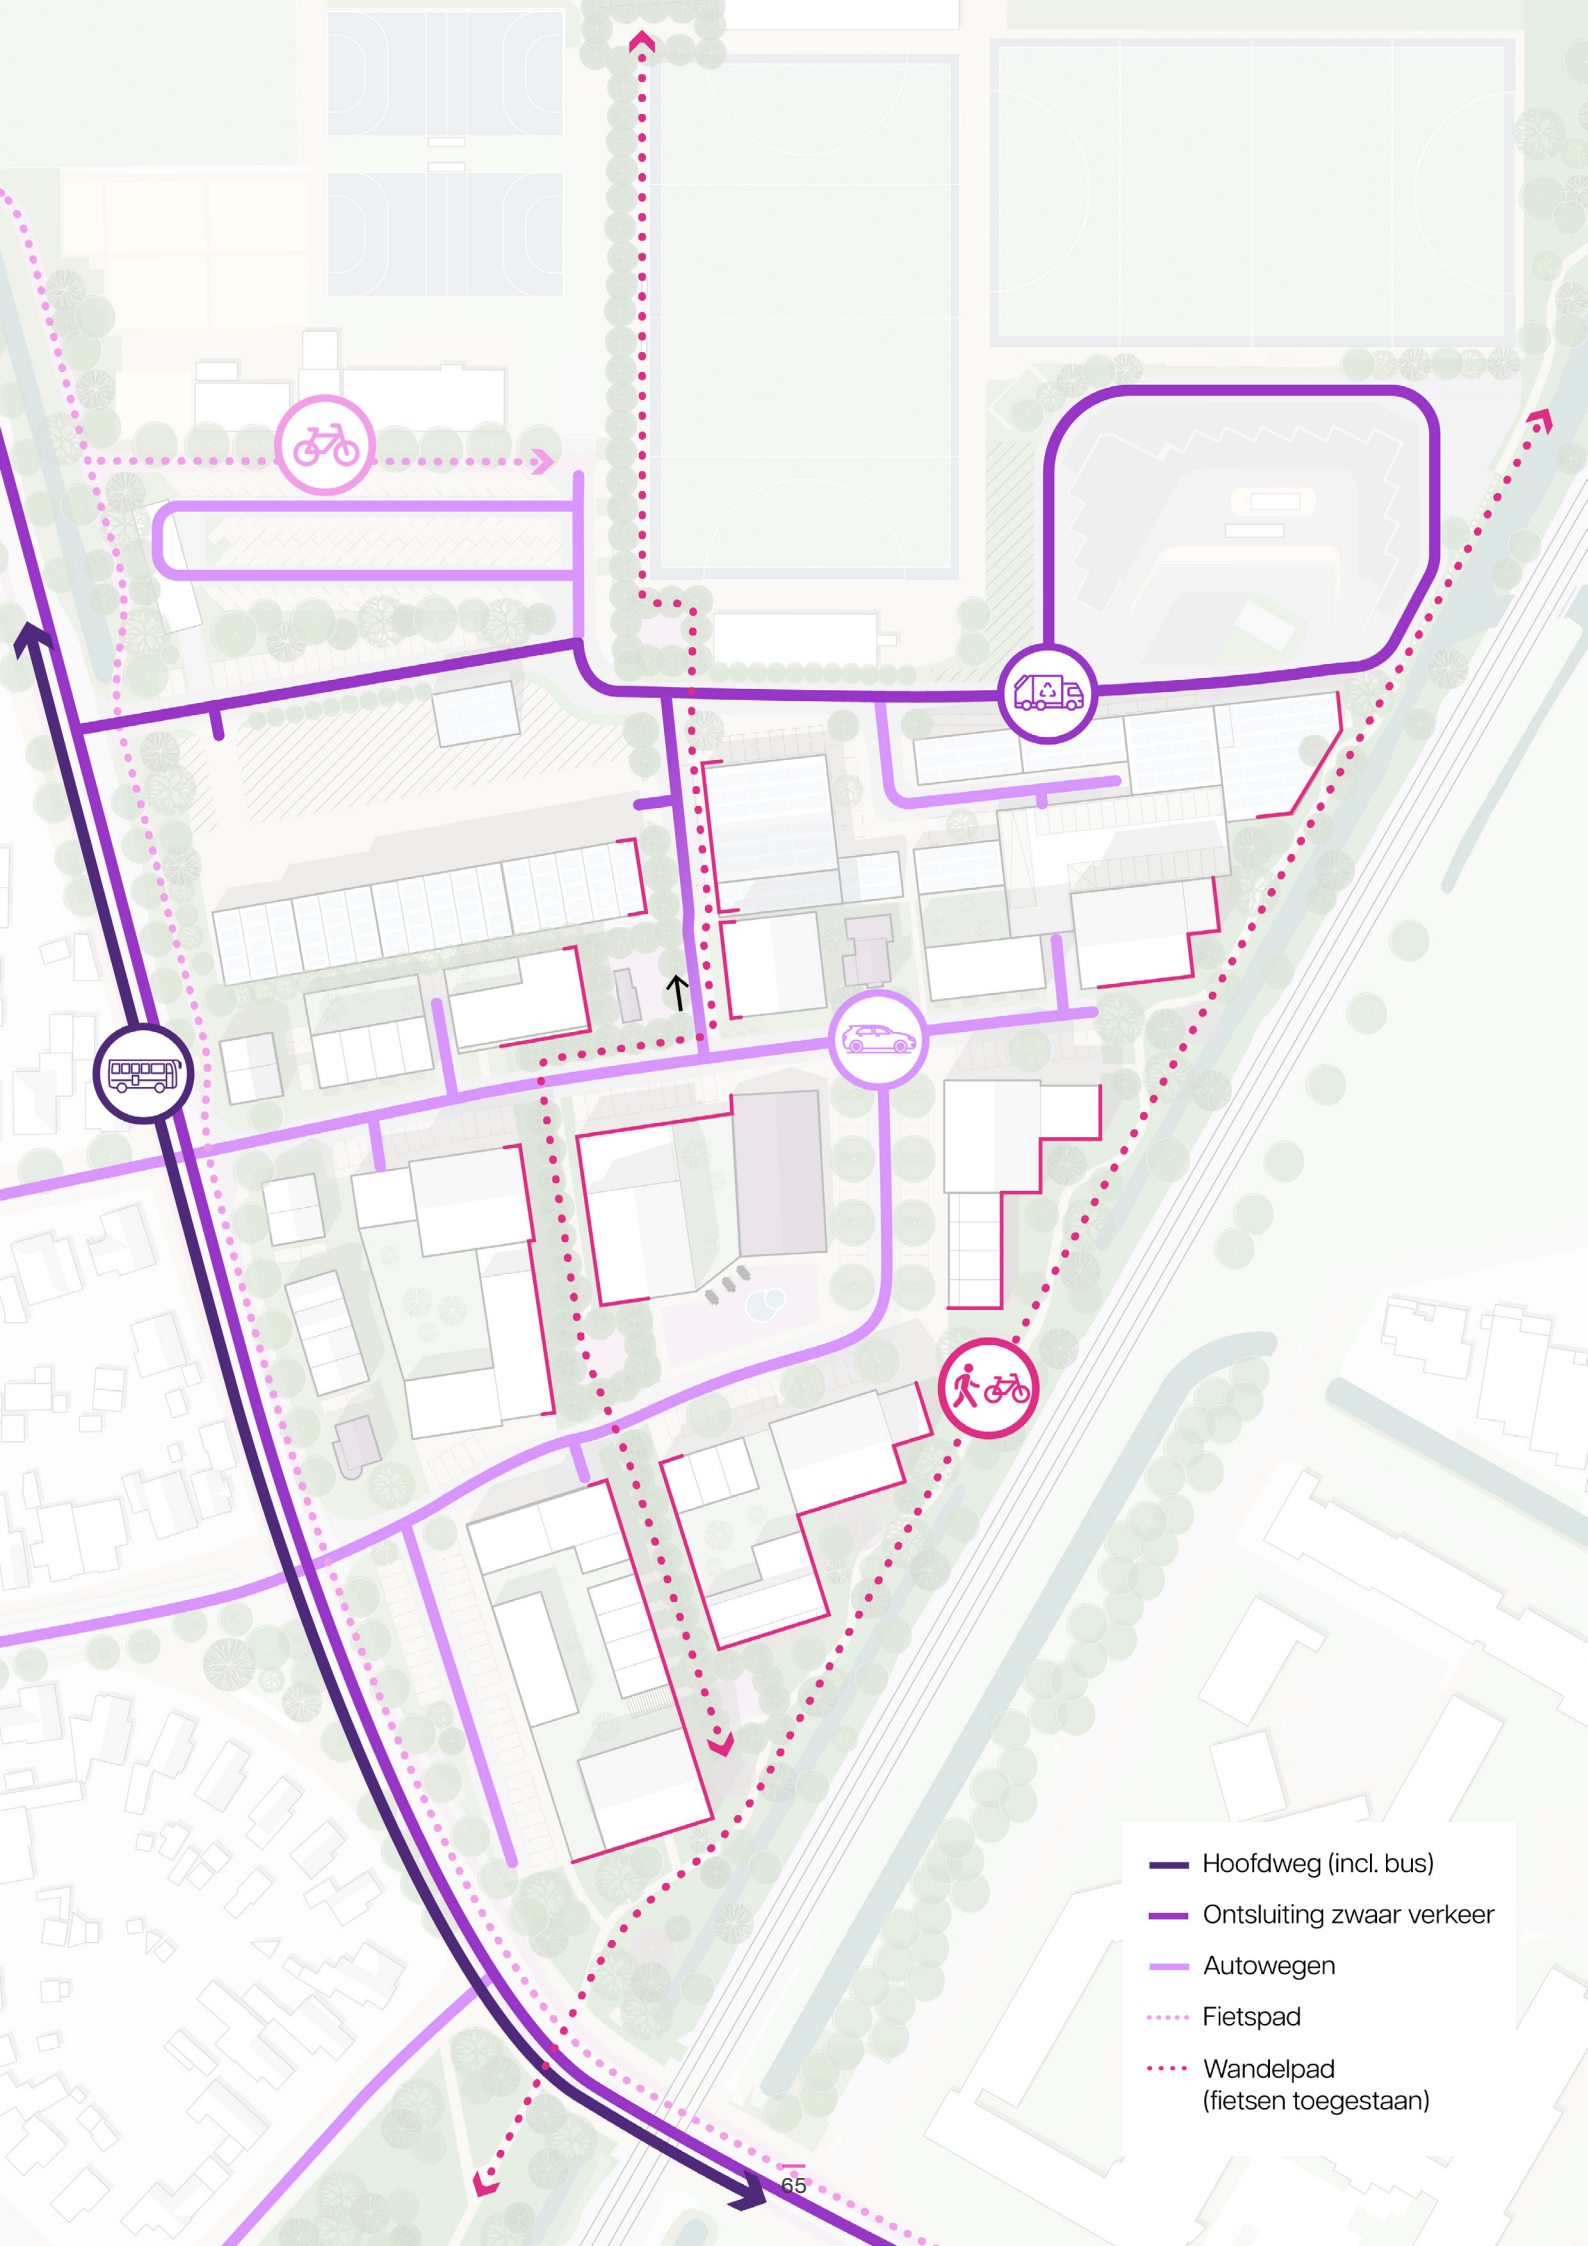 Hoofdweg (incl. bus)
Ontsluiting zwaar verkeer
Autowegen
Fietspad
Wandelpad
(fietsen toegestaan)
65